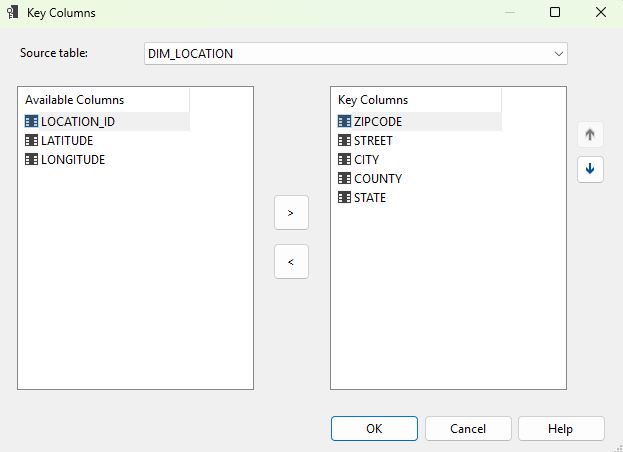 Key Columns
Source table:
DIM_LOCATION
Available Columns
LOCATION_ID
LATITUDE
LONGITUDE
>
<
Key Columns
ZIPCODE
STREET
CITY
COUNTY
STATE
OK
Cancel
Help